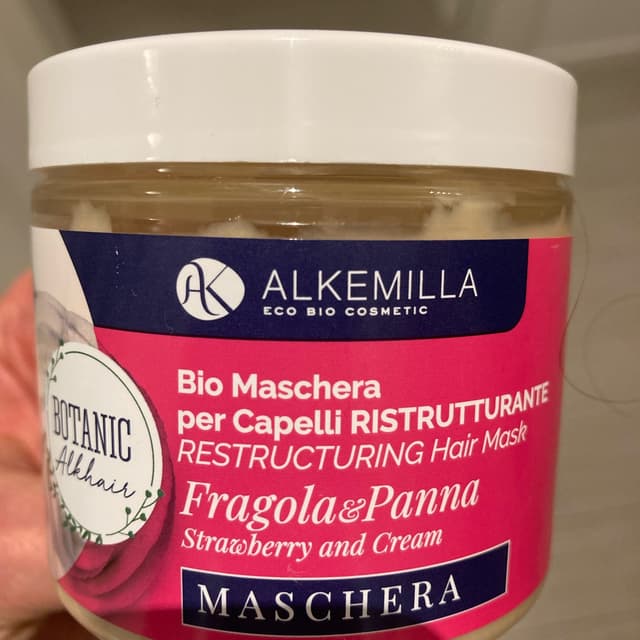 AK ALKEMILLA
ECO BIO COSMETIC
Bio Maschera
per Capelli RISTRUTTURANTE
RESTRUCTURING Hair Mask
Fragola&Panna
Strawberry and Cream
MASCHERA
BOTANIC
Alkhair